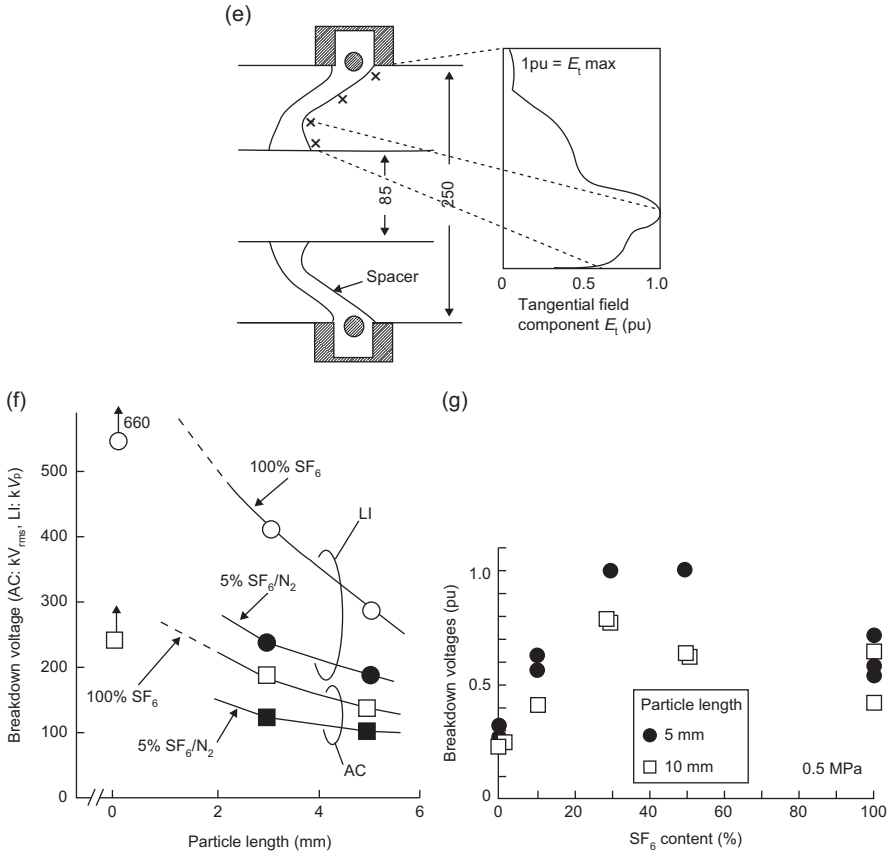 (e)
1pu = Eₜ max
85
250
Spacer
0
0.5
1.0
Tangential field
component Eₜ (pu)
(f)
Breakdown voltage (AC: kVrms, LI: kVp)
500
400
300
200
100
0
660
100% SF₆
LI
5% SF₆/N₂
100% SF₆
5% SF₆/N₂
AC
0
2
4
6
Particle length (mm)
(g)
Breakdown voltages (pu)
1.0
0.5
0
Particle length
5 mm
10 mm
0.5 MPa
0
20
40
60
80
100
SF₆ content (%)